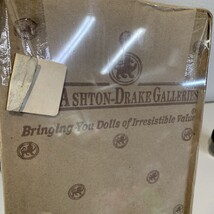 ASHTON-DRAKE GALLERIES
Bringing You Dolls of Irresistible Value